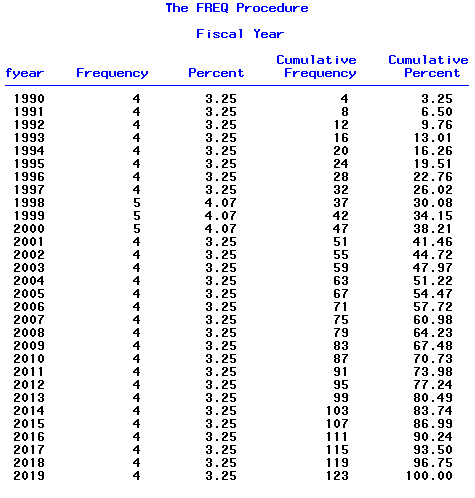 The FREQ Procedure
Fiscal Year
Cumulative Cumulative
fyear Frequency Percent Frequency Percent
1990 4 3.25 4 3.25
1991 4 3.25 8 6.50
1992 4 3.25 12 9.76
1993 4 3.25 16 13.01
1994 4 3.25 20 16.26
1995 4 3.25 24 19.51
1996 4 3.25 28 22.76
1997 4 3.25 32 26.02
1998 5 4.07 37 30.08
1999 5 4.07 42 34.15
2000 5 4.07 47 38.21
2001 4 3.25 51 41.46
2002 4 3.25 55 44.72
2003 4 3.25 59 47.97
2004 4 3.25 63 51.22
2005 4 3.25 67 54.47
2006 4 3.25 71 57.72
2007 4 3.25 75 60.98
2008 4 3.25 79 64.23
2009 4 3.25 83 67.48
2010 4 3.25 87 70.73
2011 4 3.25 91 73.98
2012 4 3.25 95 77.24
2013 4 3.25 99 80.49
2014 4 3.25 103 83.74
2015 4 3.25 107 86.99
2016 4 3.25 111 90.24
2017 4 3.25 115 93.50
2018 4 3.25 119 96.75
2019 4 3.25 123 100.00